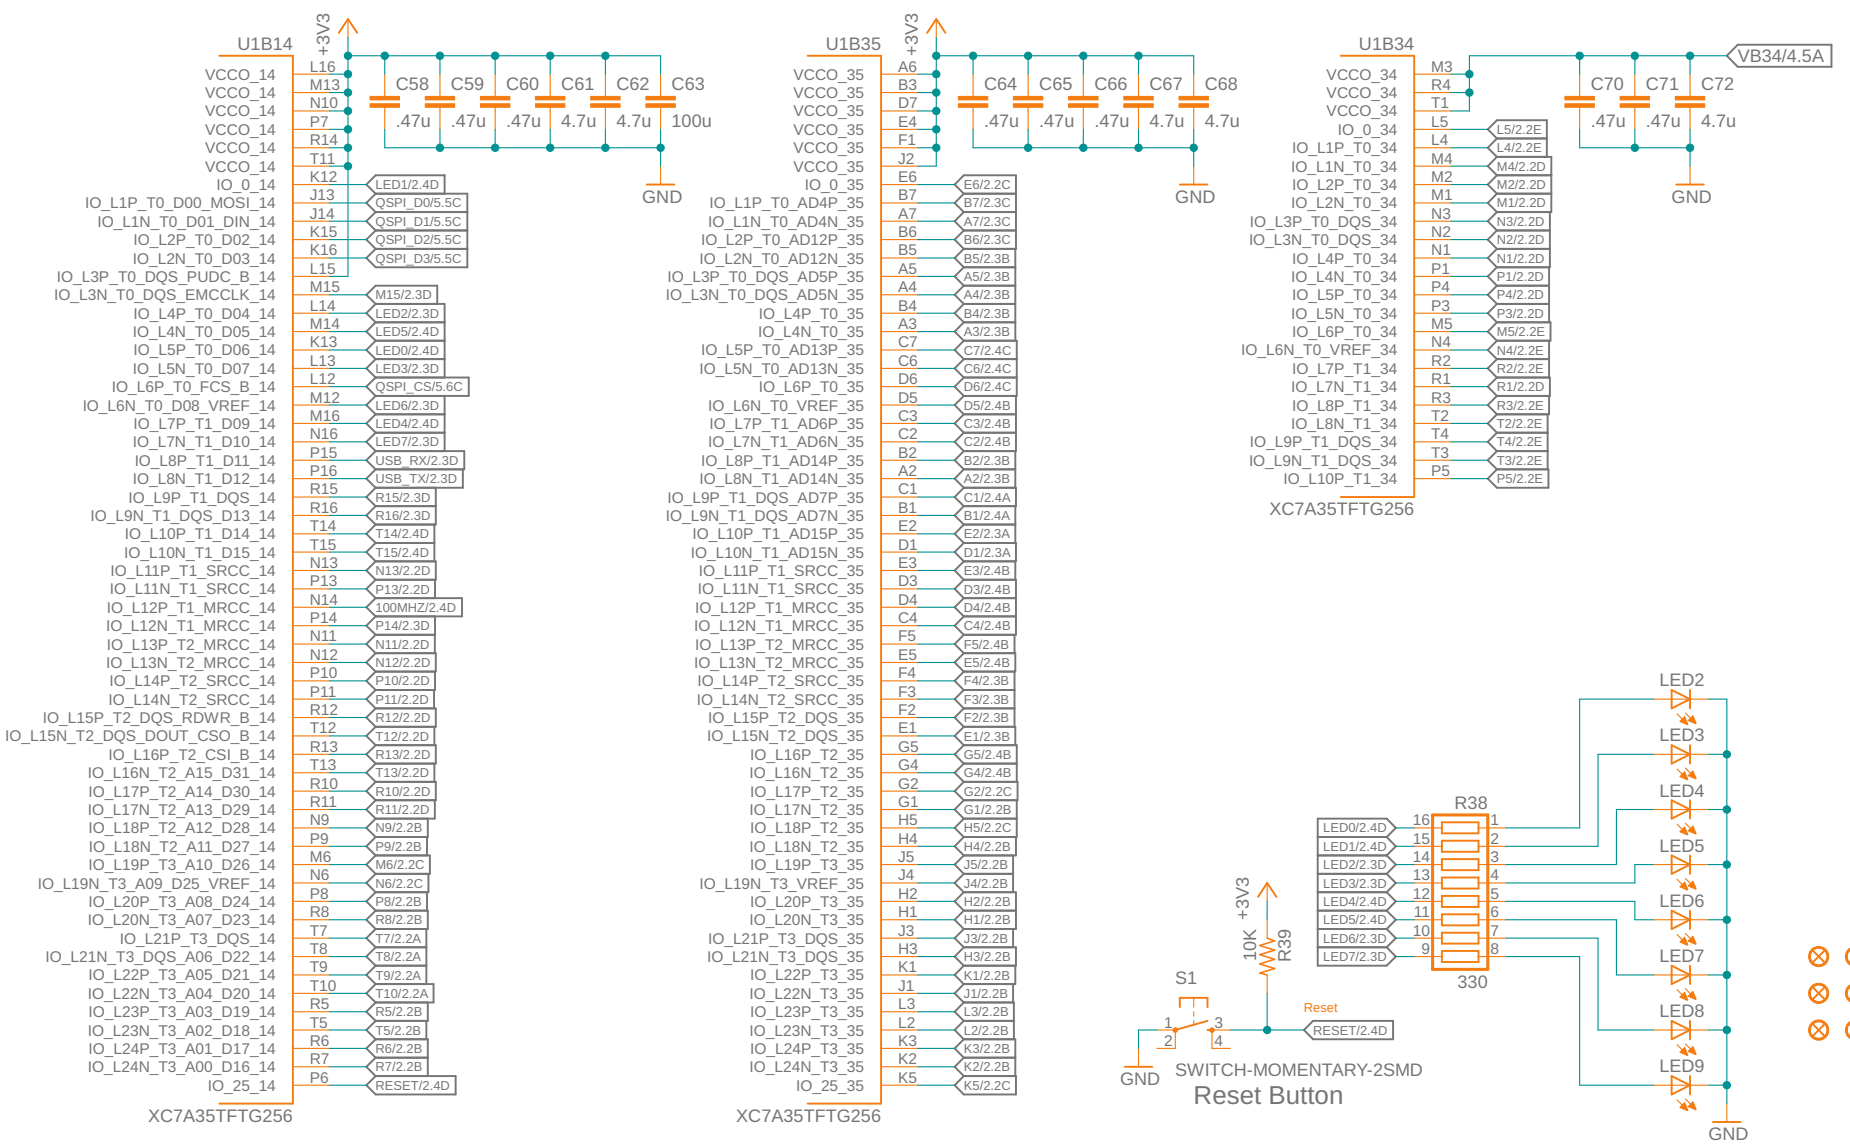 U1B14
+3V3
VCCO_14 L16
VCCO_14 M13
VCCO_14 N10
VCCO_14 P7
VCCO_14 R14
VCCO_14 T11
IO_0_14 K12 LED1/2.4D
IO_L1P_T0_D00_MOSI_14 J13 QSPI_D0/5.5C
IO_L1N_T0_D01_DIN_14 J14 QSPI_D1/5.5C
IO_L2P_T0_D02_14 K15 QSPI_D2/5.5C
IO_L2N_T0_D03_14 K16 QSPI_D3/5.5C
IO_L3P_T0_DQS_PUDC_B_14 L15
IO_L3N_T0_DQS_EMCCLK_14 M15 M15/2.3D
IO_L4P_T0_D04_14 L14 LED2/2.3D
IO_L4N_T0_D05_14 M14 LED5/2.4D
IO_L5P_T0_D06_14 K13 LED0/2.4D
IO_L5N_T0_D07_14 L13 LED3/2.3D
IO_L6P_T0_FCS_B_14 L12 QSPI_CS/5.6C
IO_L6N_T0_D08_VREF_14 M12 LED6/2.3D
IO_L7P_T1_D09_14 M16 LED4/2.4D
IO_L7N_T1_D10_14 N16 LED7/2.3D
IO_L8P_T1_D11_14 P15 USB_RX/2.3D
IO_L8N_T1_D12_14 P16 USB_TX/2.3D
IO_L9P_T1_DQS_14 R15 R15/2.3D
IO_L9N_T1_DQS_D13_14 R16 R16/2.3D
IO_L10P_T1_D14_14 T14 T14/2.4D
IO_L10N_T1_D15_14 T15 T15/2.4D
IO_L11P_T1_SRCC_14 N13 N13/2.2D
IO_L11N_T1_SRCC_14 P13 P13/2.2D
IO_L12P_T1_MRCC_14 N14 100MHZ/2.4D
IO_L12N_T1_MRCC_14 P14 P14/2.3D
IO_L13P_T2_MRCC_14 N11 N11/2.2D
IO_L13N_T2_MRCC_14 N12 N12/2.2D
IO_L14P_T2_SRCC_14 P10 P10/2.2D
IO_L14N_T2_SRCC_14 P11 P11/2.2D
IO_L15P_T2_DQS_RDWR_B_14 R12 R12/2.2D
IO_L15N_T2_DQS_DOUT_CSO_B_14 T12 T12/2.2D
IO_L16P_T2_CSI_B_14 R13 R13/2.2D
IO_L16N_T2_A15_D31_14 T13 T13/2.2D
IO_L17P_T2_A14_D30_14 R10 R10/2.2D
IO_L17N_T2_A13_D29_14 R11 R11/2.2D
IO_L18P_T2_A12_D28_14 N9 N9/2.2B
IO_L18N_T2_A11_D27_14 P9 P9/2.2B
IO_L19P_T3_A10_D26_14 M6 M6/2.2C
IO_L19N_T3_A09_D25_VREF_14 N6 N6/2.2C
IO_L20P_T3_A08_D24_14 P8 P8/2.2B
IO_L20N_T3_A07_D23_14 R8 R8/2.2B
IO_L21P_T3_DQS_14 T7 T7/2.2A
IO_L21N_T3_DQS_A06_D22_14 T8 T8/2.2A
IO_L22P_T3_A05_D21_14 T9 T9/2.2A
IO_L22N_T3_A04_D20_14 T10 T10/2.2A
IO_L23P_T3_A03_D19_14 R5 R5/2.2B
IO_L23N_T3_A02_D18_14 T5 T5/2.2B
IO_L24P_T3_A01_D17_14 R6 R6/2.2B
IO_L24N_T3_A00_D16_14 R7 R7/2.2B
IO_25_14 P6 RESET/2.4D
XC7A35TFTG256
C58 C59 C60 C61 C62 C63
.47u .47u .47u 4.7u 4.7u 100u
GND
U1B35
+3V3
VCCO_35 A6
VCCO_35 B3
VCCO_35 D7
VCCO_35 E4
VCCO_35 F1
VCCO_35 J2
IO_0_35 E6 E6/2.2C
IO_L1P_T0_AD4P_35 B7 B7/2.3C
IO_L1N_T0_AD4N_35 A7 A7/2.3C
IO_L2P_T0_AD12P_35 B6 B6/2.3C
IO_L2N_T0_AD12N_35 B5 B5/2.3B
IO_L3P_T0_DQS_AD5P_35 A5 A5/2.3B
IO_L3N_T0_DQS_AD5N_35 A4 A4/2.3B
IO_L4P_T0_35 B4 B4/2.3B
IO_L4N_T0_35 A3 A3/2.3B
IO_L5P_T0_AD13P_35 C7 C7/2.4C
IO_L5N_T0_AD13N_35 C6 C6/2.4C
IO_L6P_T0_35 D6 D6/2.4C
IO_L6N_T0_VREF_35 D5 D5/2.4B
IO_L7P_T1_AD6P_35 C3 C3/2.4B
IO_L7N_T1_AD6N_35 C2 C2/2.4B
IO_L8P_T1_AD14P_35 B2 B2/2.3B
IO_L8N_T1_AD14N_35 A2 A2/2.3B
IO_L9P_T1_DQS_AD7P_35 C1 C1/2.4A
IO_L9N_T1_DQS_AD7N_35 B1 B1/2.4A
IO_L10P_T1_AD15P_35 E2 E2/2.3A
IO_L10N_T1_AD15N_35 D1 D1/2.3A
IO_L11P_T1_SRCC_35 E3 E3/2.4B
IO_L11N_T1_SRCC_35 D3 D3/2.4B
IO_L12P_T1_MRCC_35 D4 D4/2.4B
IO_L12N_T1_MRCC_35 C4 C4/2.4B
IO_L13P_T2_MRCC_35 F5 F5/2.4B
IO_L13N_T2_MRCC_35 E5 E5/2.4B
IO_L14P_T2_SRCC_35 F4 F4/2.3B
IO_L14N_T2_SRCC_35 F3 F3/2.3B
IO_L15P_T2_DQS_35 F2 F2/2.3B
IO_L15N_T2_DQS_35 E1 E1/2.3B
IO_L16P_T2_35 G5 G5/2.4B
IO_L16N_T2_35 G4 G4/2.4B
IO_L17P_T2_35 G2 G2/2.2C
IO_L17N_T2_35 G1 G1/2.2B
IO_L18P_T2_35 H5 H5/2.2C
IO_L18N_T2_35 H4 H4/2.2B
IO_L19P_T3_35 J5 J5/2.2B
IO_L19N_T3_VREF_35 J4 J4/2.2B
IO_L20P_T3_35 H2 H2/2.2B
IO_L20N_T3_35 H1 H1/2.2B
IO_L21P_T3_DQS_35 J3 J3/2.2B
IO_L21N_T3_DQS_35 H3 H3/2.2B
IO_L22P_T3_35 K1 K1/2.2B
IO_L22N_T3_35 J1 J1/2.2B
IO_L23P_T3_35 L3 L3/2.2B
IO_L23N_T3_35 L2 L2/2.2B
IO_L24P_T3_35 K3 K3/2.2B
IO_L24N_T3_35 K2 K2/2.2B
IO_25_35 K5 K5/2.2C
XC7A35TFTG256
C64 C65 C66 C67 C68
.47u .47u .47u 4.7u 4.7u
GND
U1B34
VB34/4.5A
VCCO_34 M3
VCCO_34 R4
VCCO_34 T1
IO_0_34 L5 L5/2.2E
IO_L1P_T0_34 L4 L4/2.2E
IO_L1N_T0_34 M4 M4/2.2D
IO_L2P_T0_34 M2 M2/2.2D
IO_L2N_T0_34 M1 M1/2.2D
IO_L3P_T0_DQS_34 N3 N3/2.2D
IO_L3N_T0_DQS_34 N2 N2/2.2D
IO_L4P_T0_34 N1 N1/2.2D
IO_L4N_T0_34 P1 P1/2.2D
IO_L5P_T0_34 P4 P4/2.2D
IO_L5N_T0_34 P3 P3/2.2D
IO_L6P_T0_34 M5 M5/2.2E
IO_L6N_T0_VREF_34 N4 N4/2.2E
IO_L7P_T1_34 R2 R2/2.2E
IO_L7N_T1_34 R1 R1/2.2D
IO_L8P_T1_34 R3 R3/2.2E
IO_L8N_T1_34 T2 T2/2.2E
IO_L9P_T1_DQS_34 T4 T4/2.2E
IO_L9N_T1_DQS_34 T3 T3/2.2E
IO_L10P_T1_34 P5 P5/2.2E
XC7A35TFTG256
C70 C71 C72
.47u .47u 4.7u
GND
LED2
LED3
LED4
LED5
LED6
LED7
LED8
LED9
GND
R38
LED0/2.4D 16 1
LED1/2.4D 15 2
LED2/2.3D 14 3
LED3/2.3D 13 4
LED4/2.4D 12 5
LED5/2.4D 11 6
LED6/2.3D 10 7
LED7/2.3D 9 8
330
+3V3
10K
R39
S1
1 3
2 4
Reset
RESET/2.4D
GND
SWITCH-MOMENTARY-2SMD
Reset Button